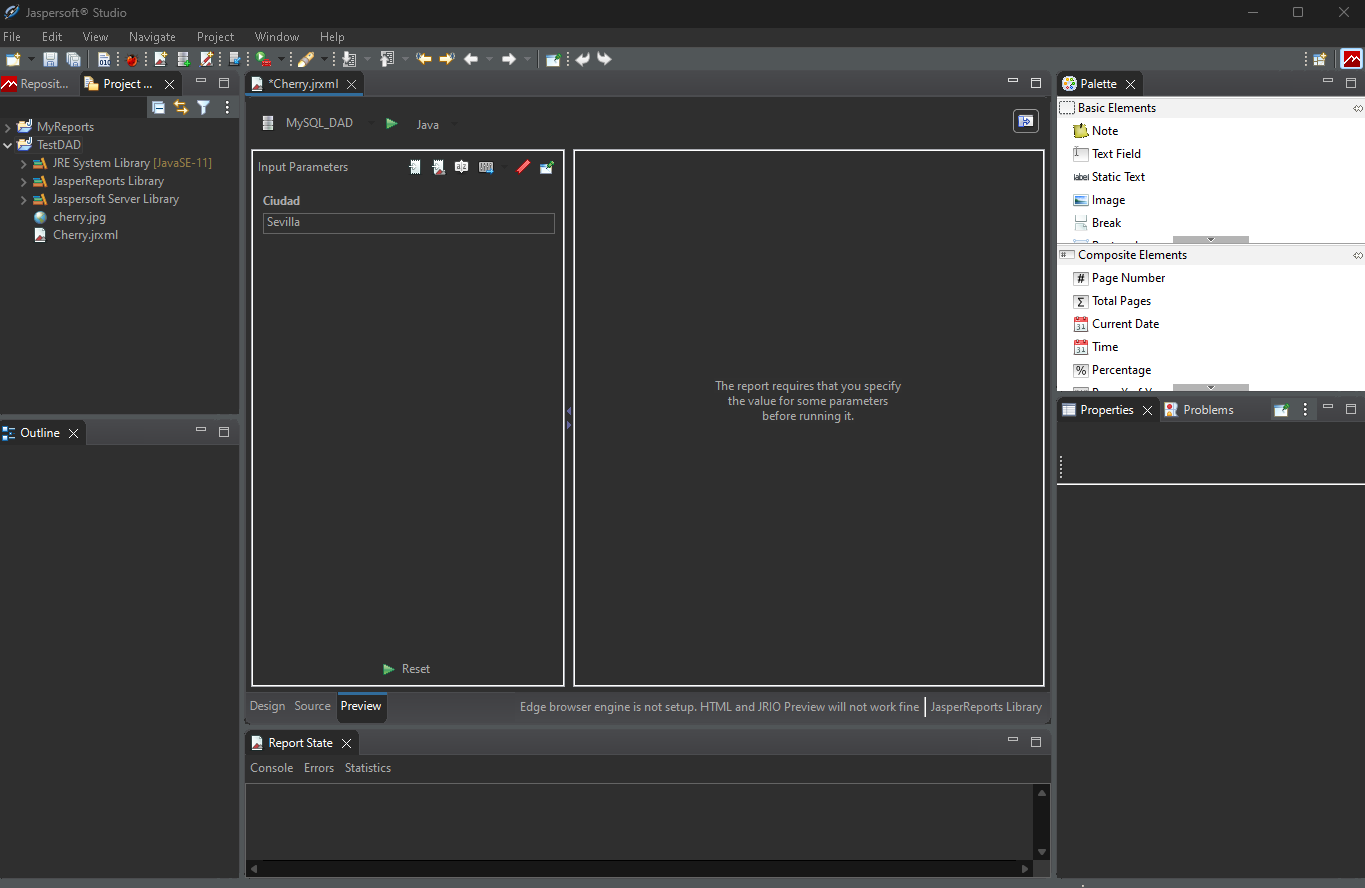 Jaspersoft® Studio
File Edit View Navigate Project Window Help
Reposit... Project ...
MyReports
TestDAD
JRE System Library [JavaSE-11]
JasperReports Library
Jaspersoft Server Library
cherry.jpg
Cherry.jrxml
Outline
*Cherry.jrxml
MySQL_DAD Java
Input Parameters
Ciudad
Sevilla
Reset
The report requires that you specify
the value for some parameters
before running it.
Design Source Preview
Edge browser engine is not setup. HTML and JRIO Preview will not work fine JasperReports Library
Report State
Console Errors Statistics
Palette
Basic Elements
Note
Text Field
label Static Text
Image
Break
Composite Elements
# Page Number
Σ Total Pages
31 Current Date
31 Time
% Percentage
Properties Problems